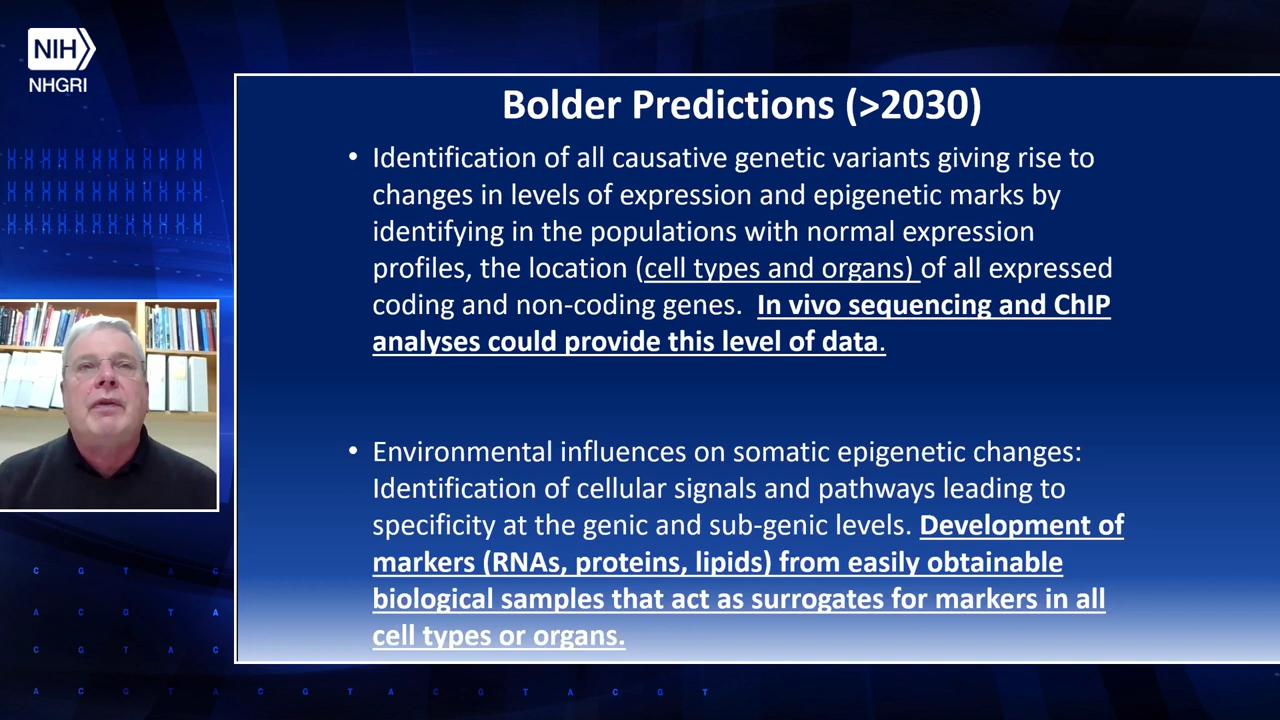 NIH
NHGRI
Bolder Predictions (>2030)
• Identification of all causative genetic variants giving rise to
changes in levels of expression and epigenetic marks by
identifying in the populations with normal expression
profiles, the location (cell types and organs) of all expressed
coding and non-coding genes. In vivo sequencing and ChIP
analyses could provide this level of data.
• Environmental influences on somatic epigenetic changes:
Identification of cellular signals and pathways leading to
specificity at the genic and sub-genic levels. Development of
markers (RNAs, proteins, lipids) from easily obtainable
biological samples that act as surrogates for markers in all
cell types or organs.
C G T A C
A C G T A
C G T A C
A C G T A C G T A C G T A C G T